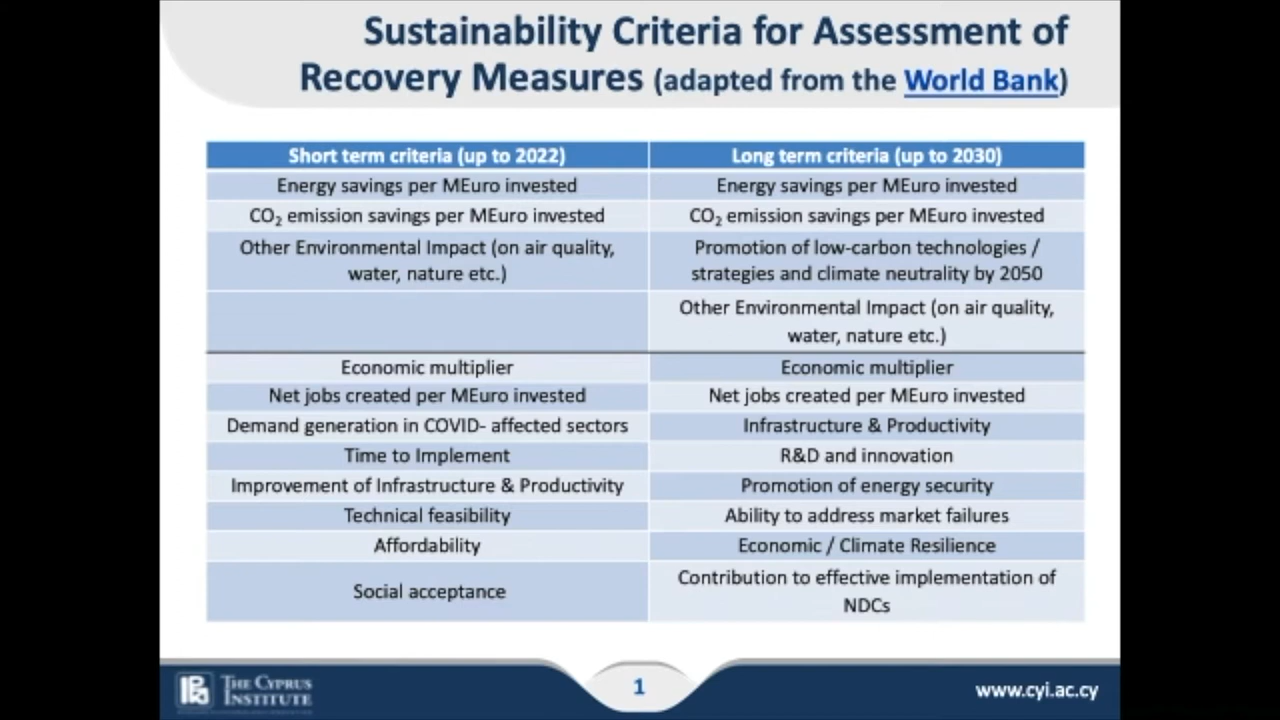 Sustainability Criteria for Assessment of
Recovery Measures (adapted from the World Bank)
Short term criteria (up to 2022)
Long term criteria (up to 2030)
Energy savings per MEuro invested
Energy savings per MEuro invested
CO₂ emission savings per MEuro invested
CO₂ emission savings per MEuro invested
Other Environmental Impact (on air quality,
water, nature etc.)
Promotion of low-carbon technologies /
strategies and climate neutrality by 2050
Other Environmental Impact (on air quality,
water, nature etc.)
Economic multiplier
Economic multiplier
Net jobs created per MEuro invested
Net jobs created per MEuro invested
Demand generation in COVID- affected sectors
Infrastructure & Productivity
Time to Implement
R&D and innovation
Improvement of Infrastructure & Productivity
Promotion of energy security
Technical feasibility
Ability to address market failures
Affordability
Economic / Climate Resilience
Social acceptance
Contribution to effective implementation of
NDCs
THE CYPRUS
INSTITUTE
1
www.cyi.ac.cy